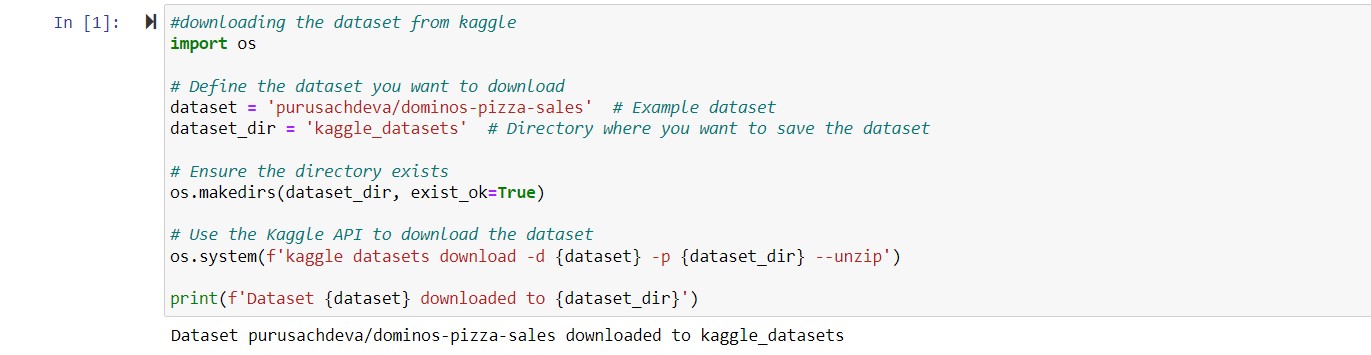 In [1]:
#downloading the dataset from kaggle
import os
# Define the dataset you want to download
dataset = 'purusachdeva/dominos-pizza-sales'  # Example dataset
dataset_dir = 'kaggle_datasets'  # Directory where you want to save the dataset
# Ensure the directory exists
os.makedirs(dataset_dir, exist_ok=True)
# Use the Kaggle API to download the dataset
os.system(f'kaggle datasets download -d {dataset} -p {dataset_dir} --unzip')
print(f'Dataset {dataset} downloaded to {dataset_dir}')
Dataset purusachdeva/dominos-pizza-sales downloaded to kaggle_datasets